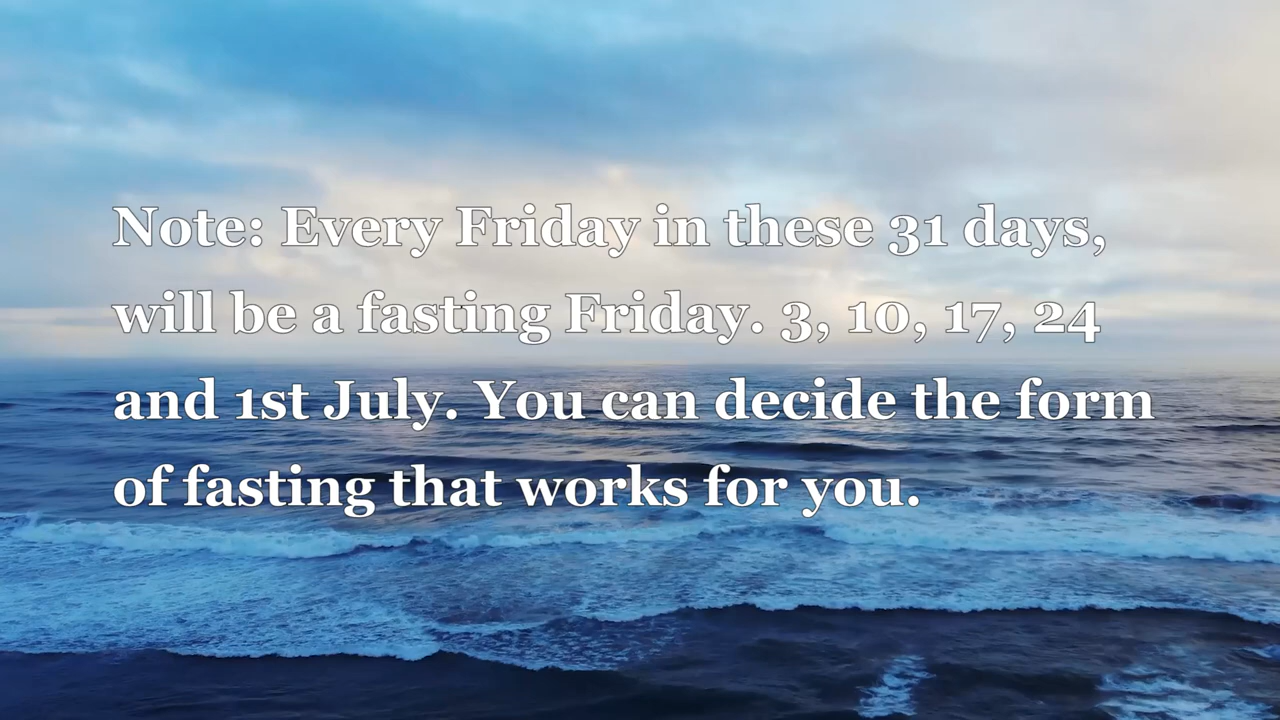 Note: Every Friday in these 31 days,
will be a fasting Friday. 3, 10, 17, 24
and 1st July. You can decide the form
of fasting that works for you.